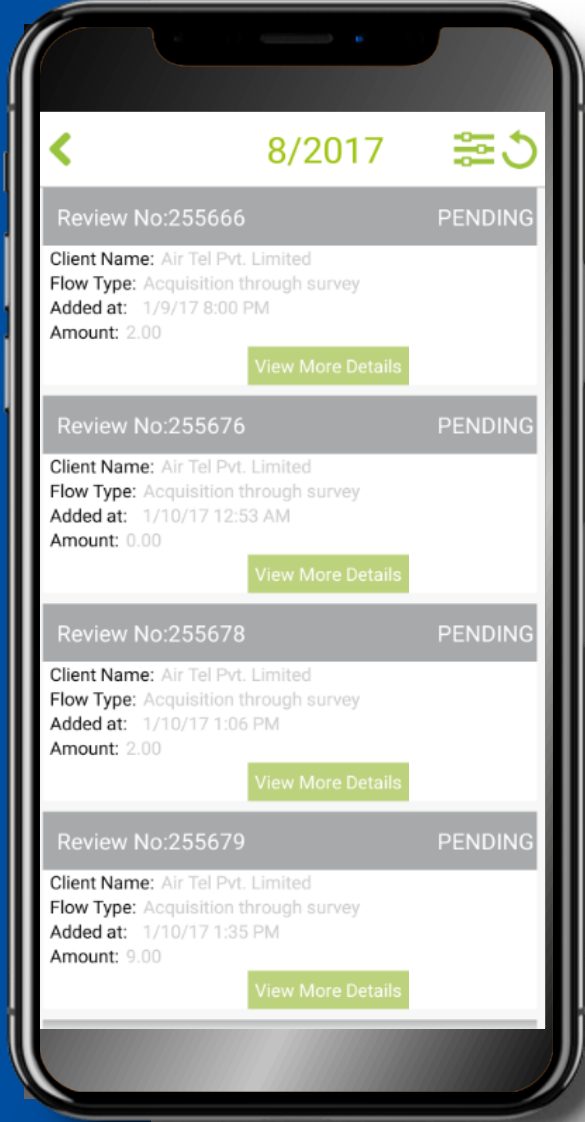 8/2017
Review No:255666 PENDING
Client Name: Air Tel Pvt. Limited
Flow Type: Acquisition through survey
Added at: 1/9/17 8:00 PM
Amount: 2.00
View More Details
Review No:255676 PENDING
Client Name: Air Tel Pvt. Limited
Flow Type: Acquisition through survey
Added at: 1/10/17 12:53 AM
Amount: 0.00
View More Details
Review No:255678 PENDING
Client Name: Air Tel Pvt. Limited
Flow Type: Acquisition through survey
Added at: 1/10/17 1:06 PM
Amount: 2.00
View More Details
Review No:255679 PENDING
Client Name: Air Tel Pvt. Limited
Flow Type: Acquisition through survey
Added at: 1/10/17 1:35 PM
Amount: 9.00
View More Details